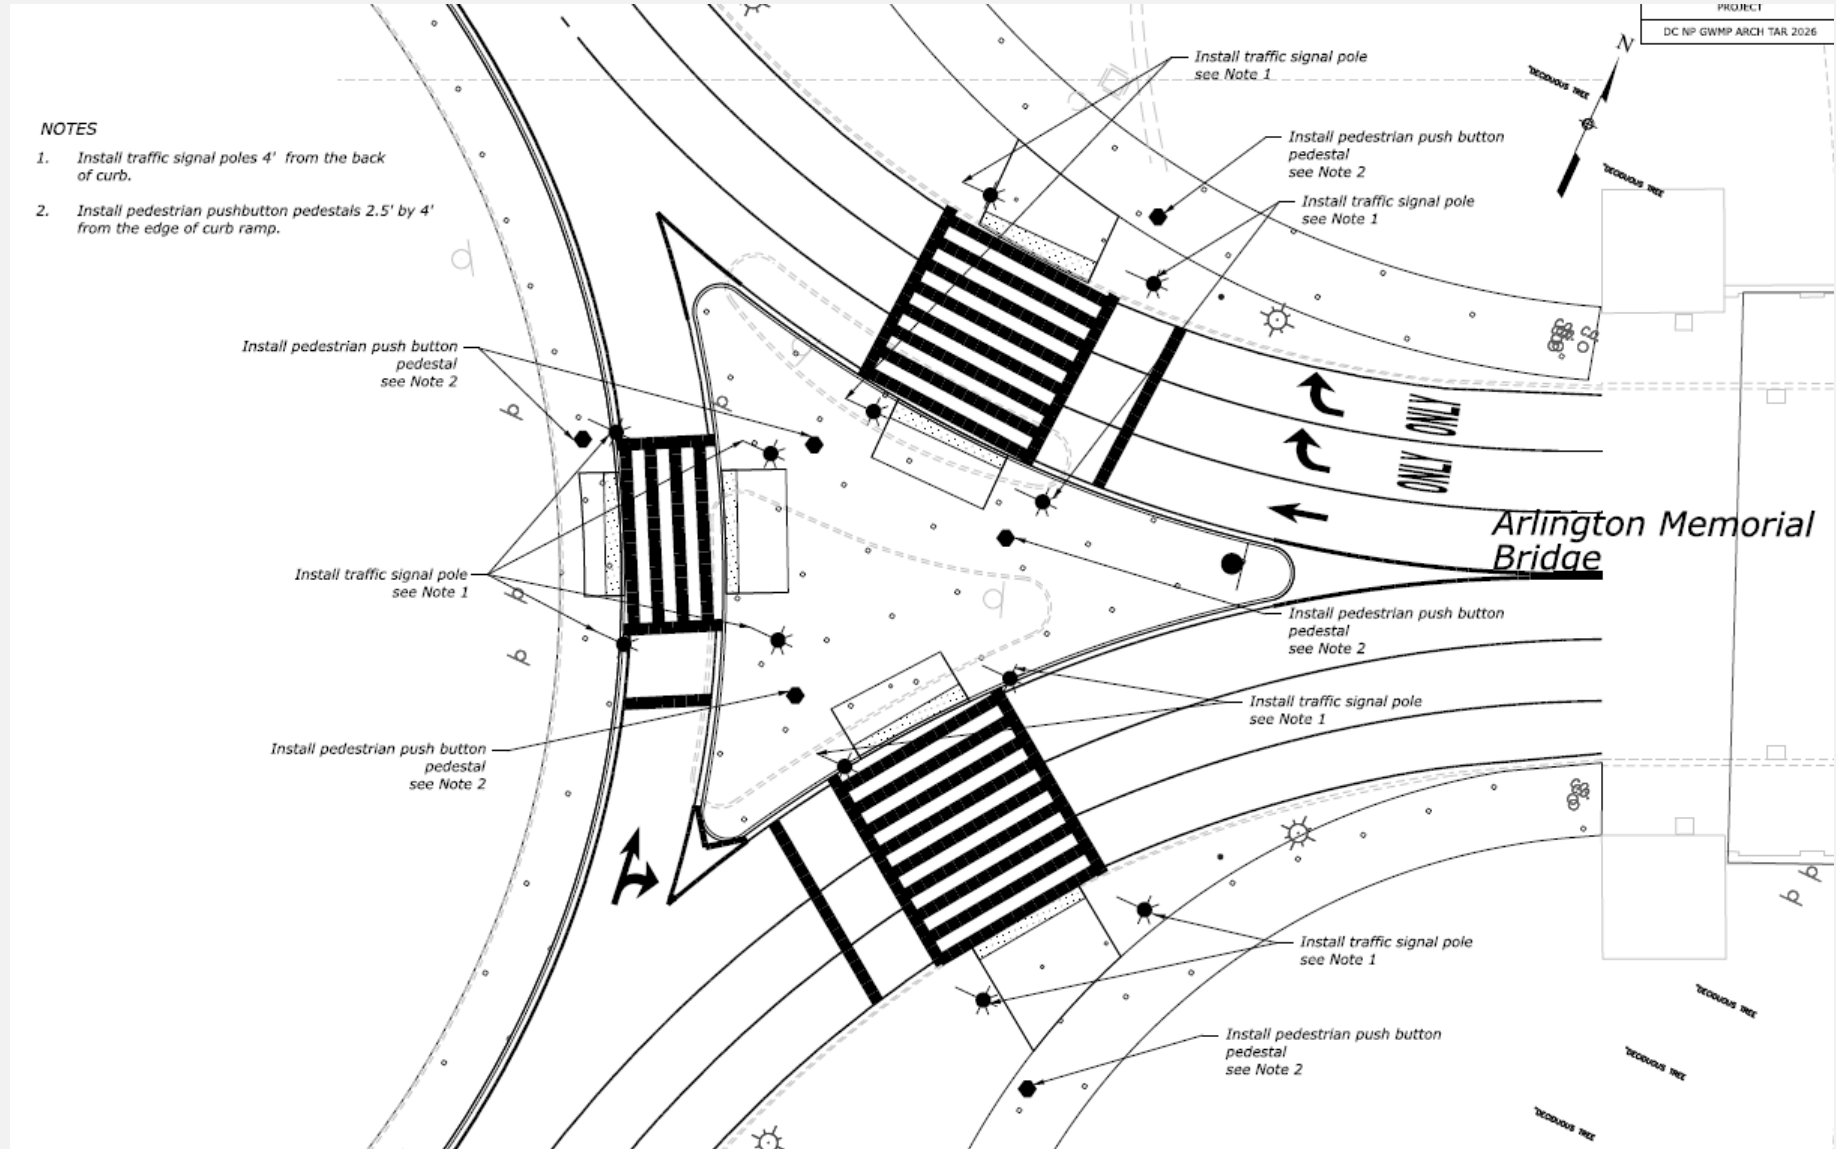 PROJECT
DC NP GWMP ARCH TAR 2026
N
NOTES
1. Install traffic signal poles 4' from the back
of curb.
2. Install pedestrian pushbutton pedestals 2.5' by 4'
from the edge of curb ramp.
Install traffic signal pole
see Note 1
Install pedestrian push button
pedestal
see Note 2
Install traffic signal pole
see Note 1
"DECIDUOUS TREE
"DECIDUOUS TREE
Install pedestrian push button
pedestal
see Note 2
ONLY
ONLY
Arlington Memorial
Bridge
Install traffic signal pole
see Note 1
Install pedestrian push button
pedestal
see Note 2
Install traffic signal pole
see Note 1
Install pedestrian push button
pedestal
see Note 2
Install traffic signal pole
see Note 1
Install pedestrian push button
pedestal
see Note 2
"DECIDUOUS TREE
"DECIDUOUS TREE
"DECIDUOUS TREE